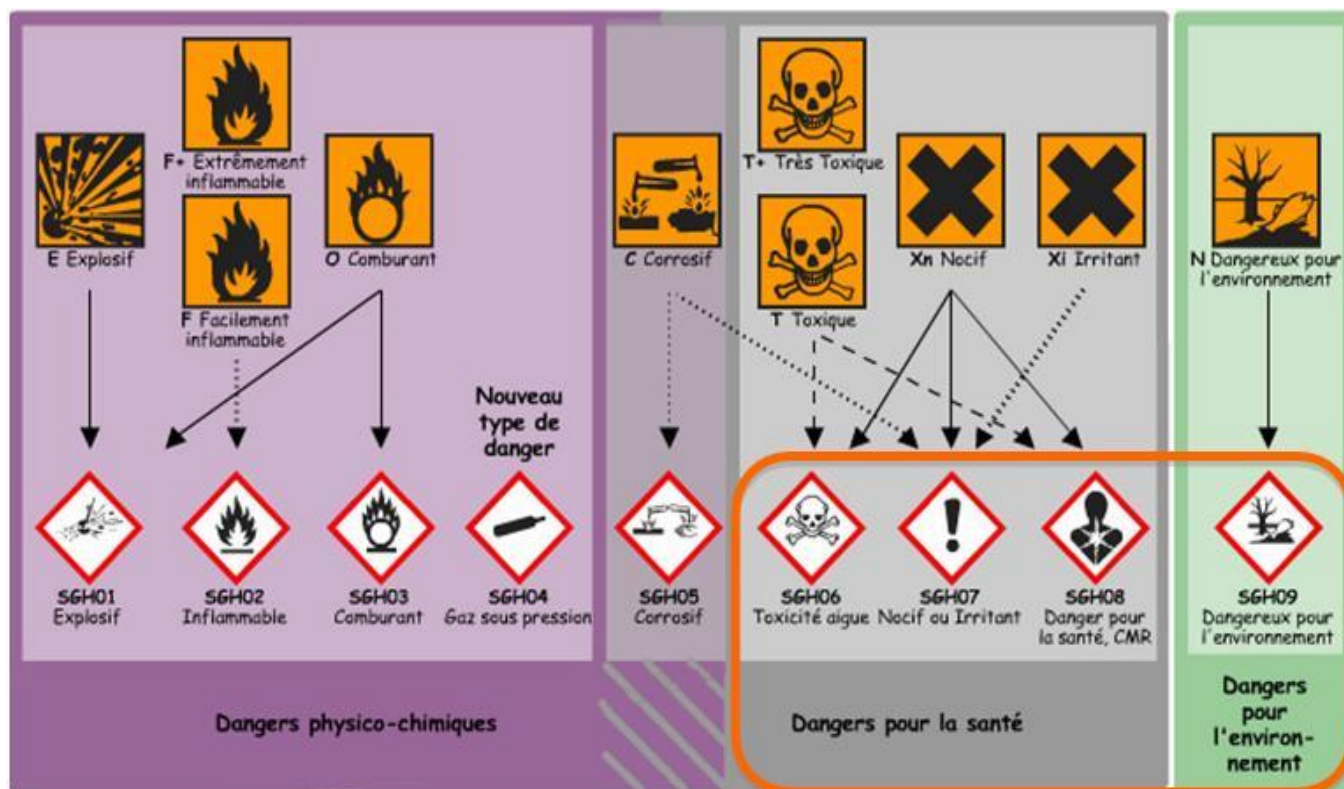 F+ Extrêmement
inflammable
T+ Très Toxique
E Explosif
O Comburant
C Corrosif
Xn Nocif
Xi Irritant
N Dangereux pour
l'environnement
F Facilement
inflammable
T Toxique
Nouveau
type de
danger
SGH01
Explosif
SGH02
Inflammable
SGH03
Comburant
SGH04
Gaz sous pression
SGH05
Corrosif
SGH06
Toxicité aigue
SGH07
Nocif ou Irritant
SGH08
Danger pour
la santé, CMR
SGH09
Dangereux pour
l'environnement
Dangers physico-chimiques
Dangers pour la santé
Dangers
pour
l'environ-
nement